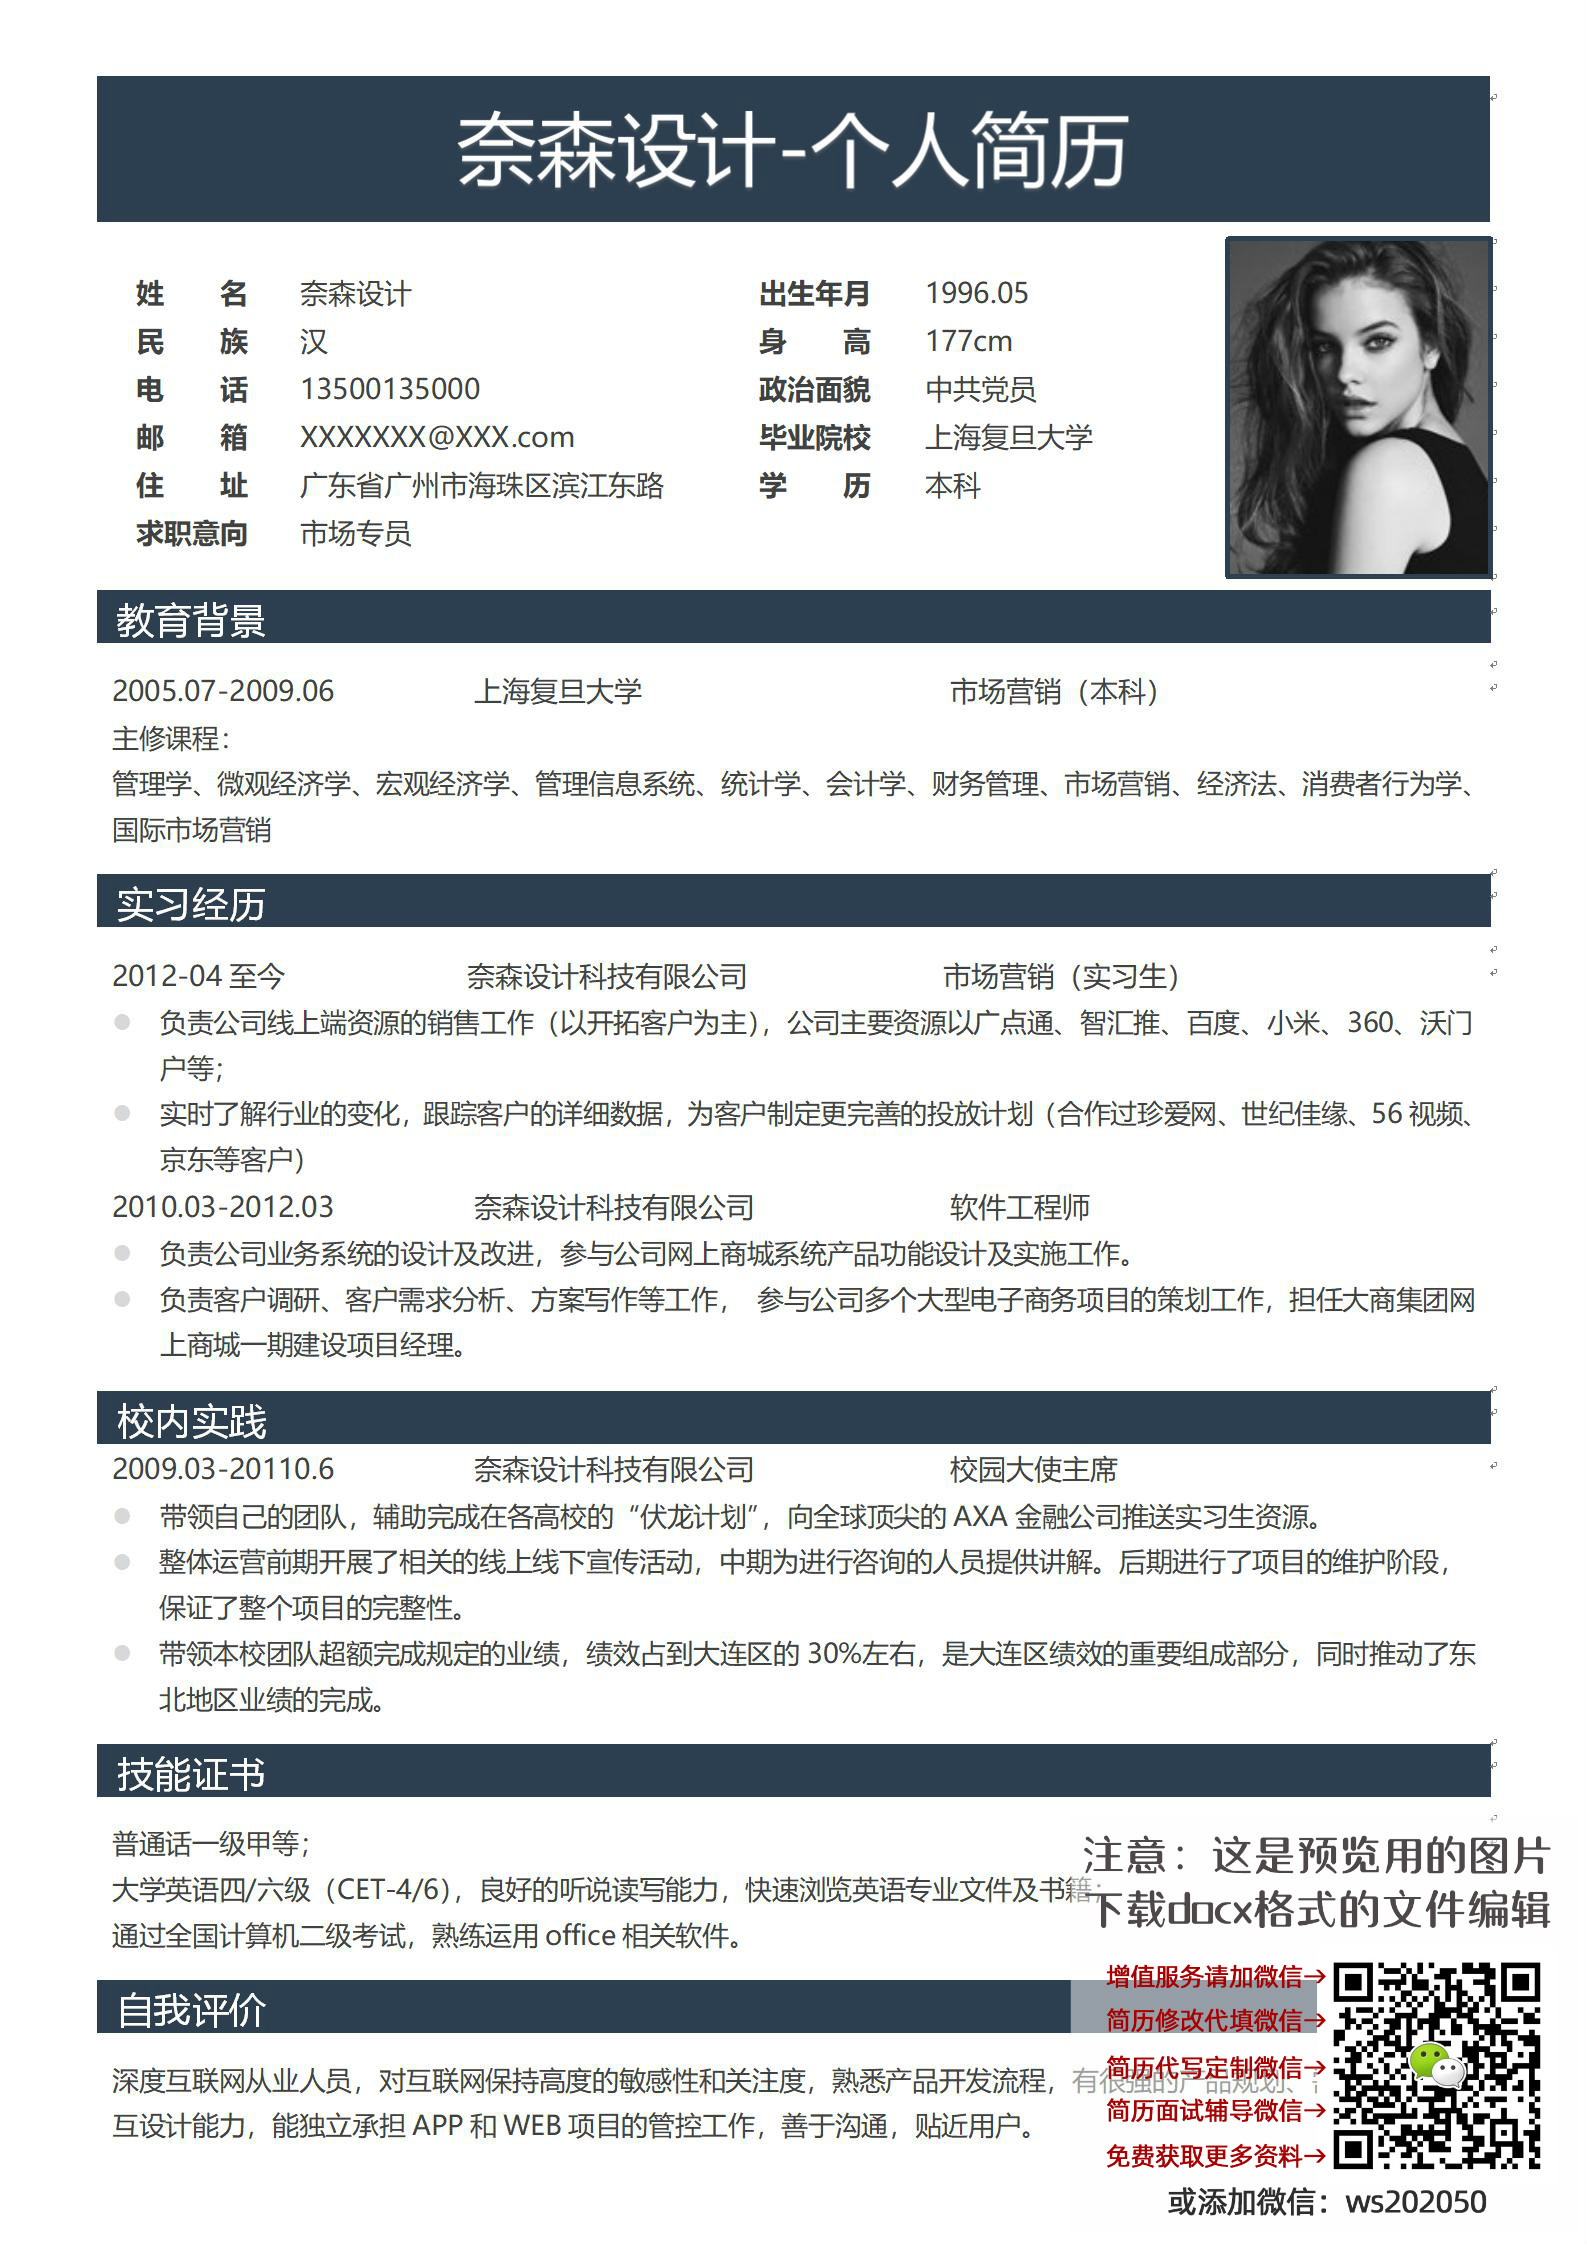 奈森设计-个人简历
姓 名 奈森设计 出生年月 1996.05
民 族 汉 身 高 177cm
电 话 13500135000 政治面貌 中共党员
邮 箱 XXXXXXX@XXX.com 毕业院校 上海复旦大学
住 址 广东省广州市海珠区滨江东路 学 历 本科
求职意向 市场专员
教育背景
2005.07-2009.06 上海复旦大学 市场营销（本科）
主修课程：
管理学、微观经济学、宏观经济学、管理信息系统、统计学、会计学、财务管理、市场营销、经济法、消费者行为学、
国际市场营销
实习经历
2012-04 至今 奈森设计科技有限公司 市场营销（实习生）
负责公司线上端资源的销售工作（以开拓客户为主），公司主要资源以广点通、智汇推、百度、小米、360、沃门
户等；
实时了解行业的变化，跟踪客户的详细数据，为客户制定更完善的投放计划（合作过珍爱网、世纪佳缘、56 视频、
京东等客户）
2010.03-2012.03 奈森设计科技有限公司 软件工程师
负责公司业务系统的设计及改进，参与公司网上商城系统产品功能设计及实施工作。
负责客户调研、客户需求分析、方案写作等工作， 参与公司多个大型电子商务项目的策划工作，担任大商集团网
上商城一期建设项目经理。
校内实践
2009.03-20110.6 奈森设计科技有限公司 校园大使主席
带领自己的团队，辅助完成在各高校的“伏龙计划”，向全球顶尖的 AXA 金融公司推送实习生资源。
整体运营前期开展了相关的线上线下宣传活动，中期为进行咨询的人员提供讲解。后期进行了项目的维护阶段，
保证了整个项目的完整性。
带领本校团队超额完成规定的业绩，绩效占到大连区的 30%左右，是大连区绩效的重要组成部分，同时推动了东
北地区业绩的完成。
技能证书
普通话一级甲等；
大学英语四/六级（CET-4/6），良好的听说读写能力，快速浏览英语专业文件及书籍；
通过全国计算机二级考试，熟练运用 office 相关软件。
自我评价
深度互联网从业人员，对互联网保持高度的敏感性和关注度，熟悉产品开发流程，有很强的产品规划、
互设计能力，能独立承担 APP 和 WEB 项目的管控工作，善于沟通，贴近用户。
注意：这是预览用的图片
下载docx格式的文件编辑
增值服务请加微信→
简历修改代填微信→
简历代写定制微信→
简历面试辅导微信→
免费获取更多资料→
或添加微信：ws202050